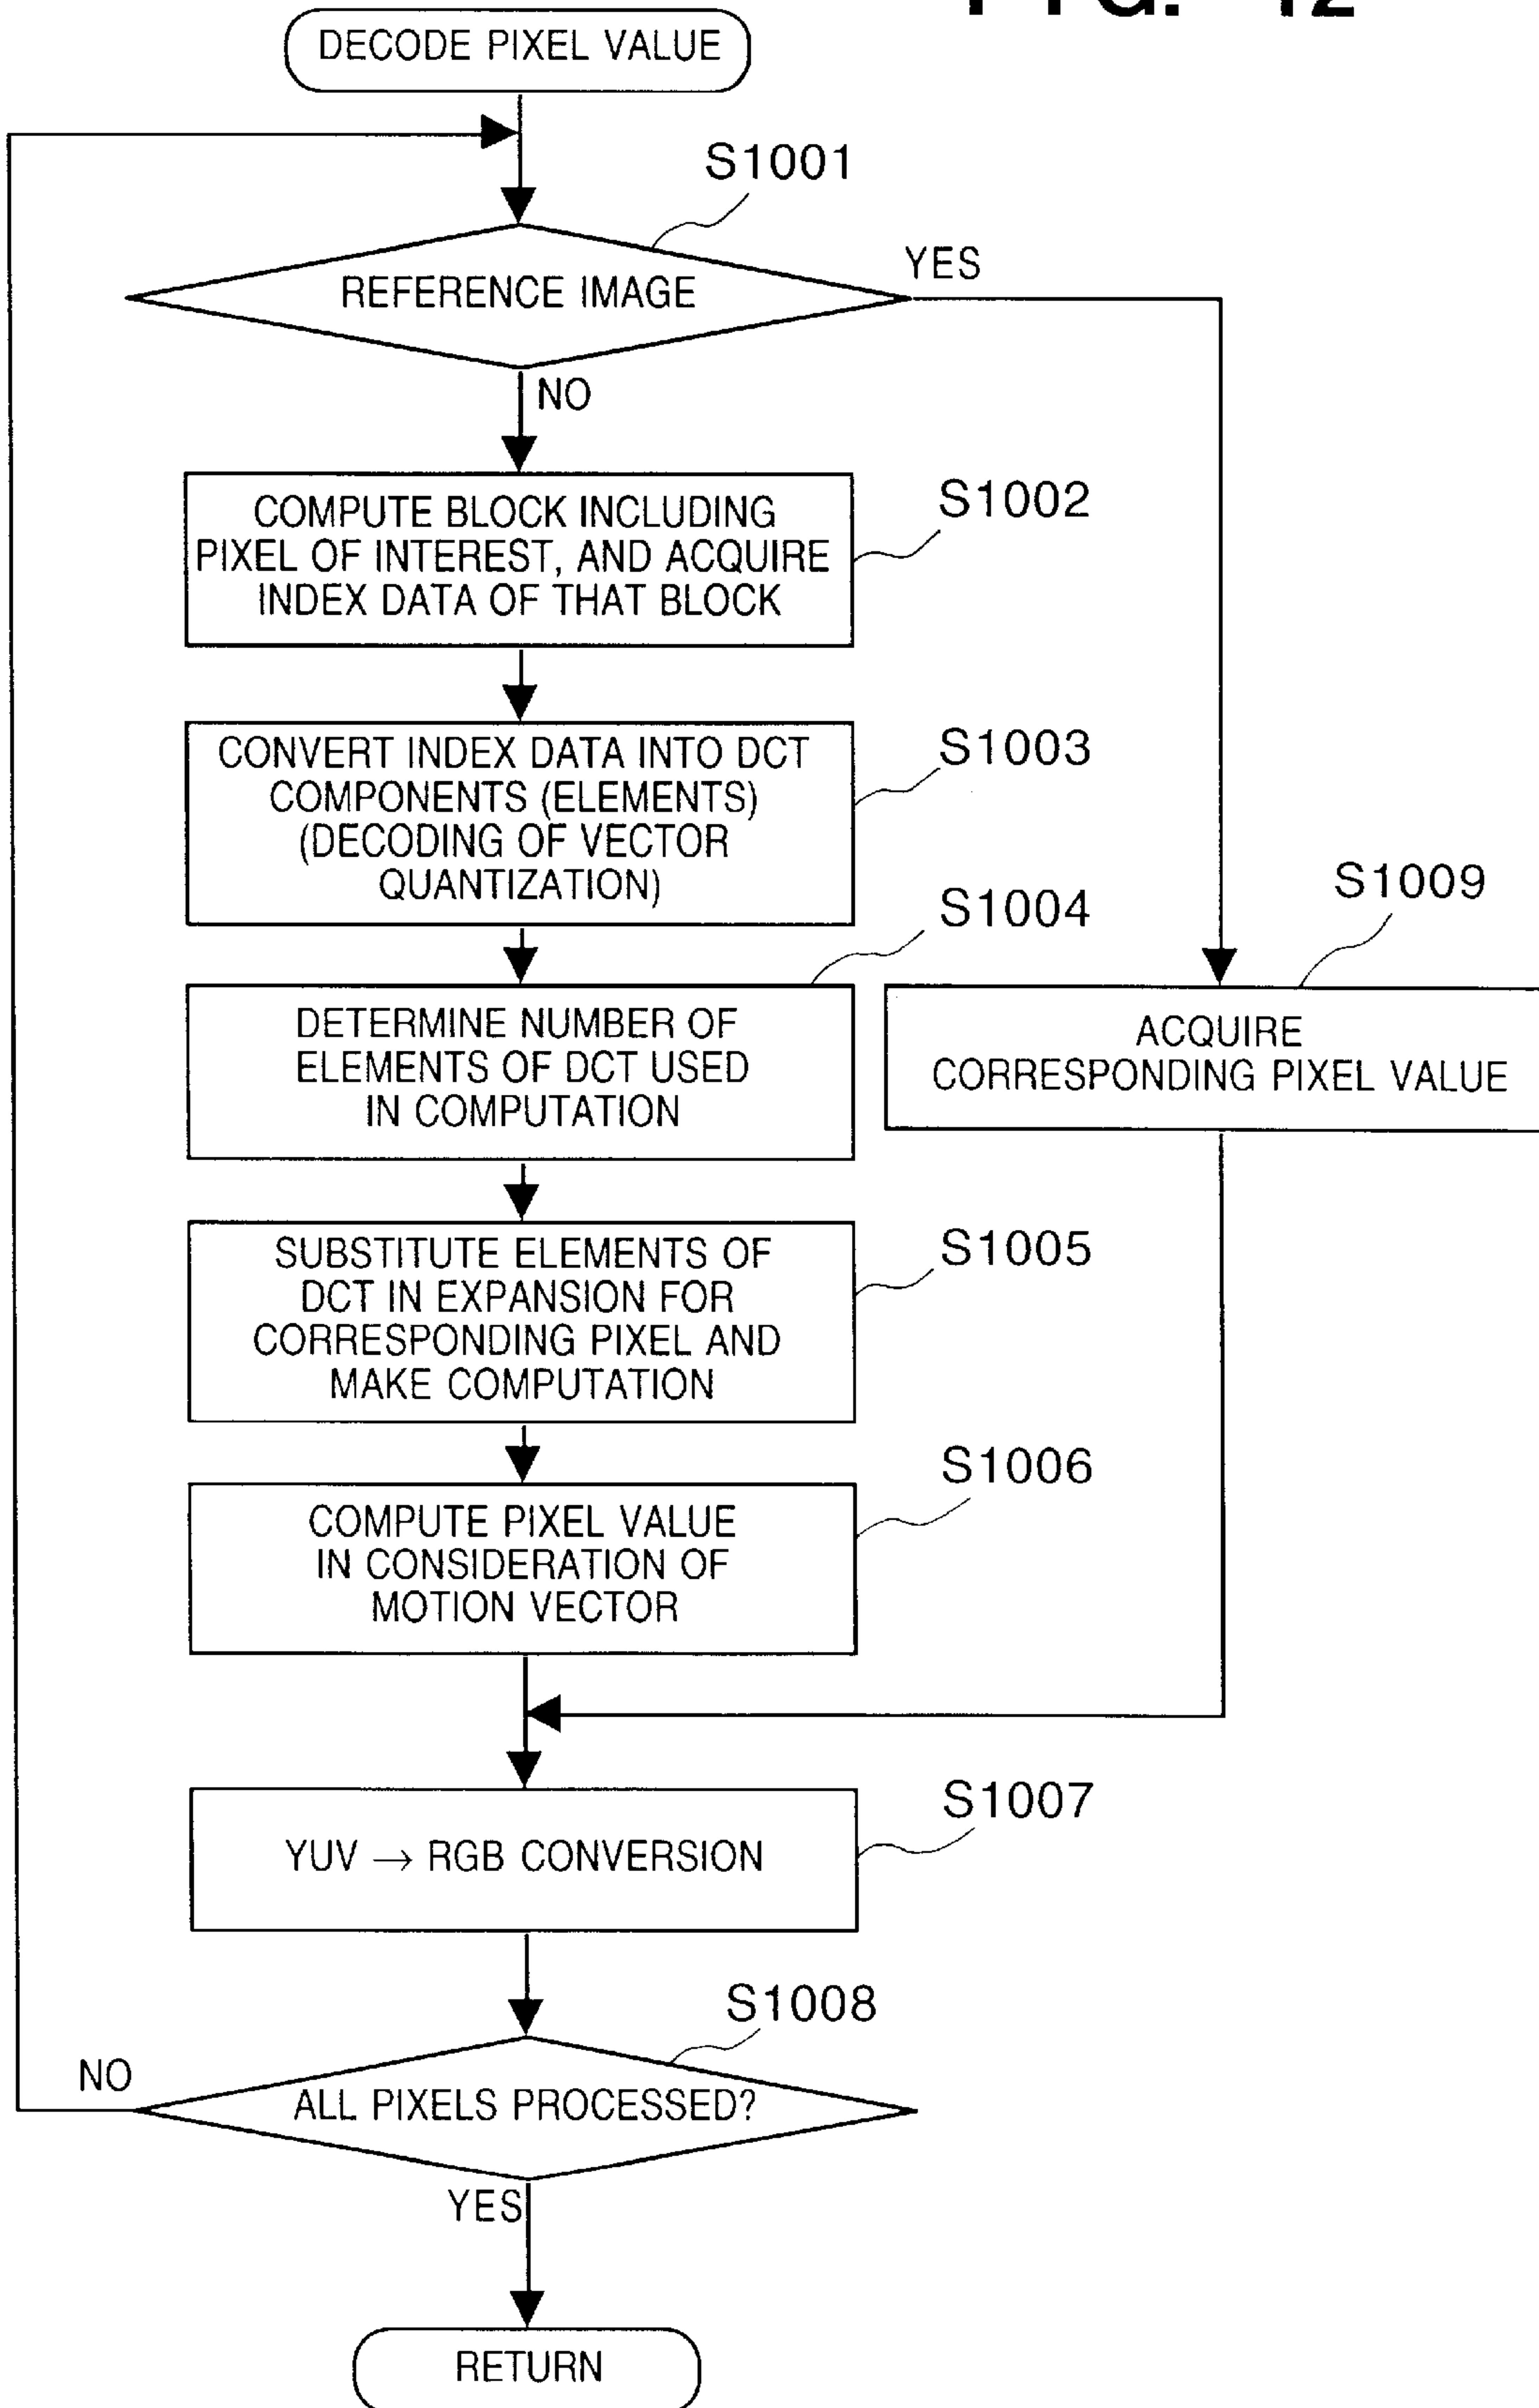 FIG. 12
DECODE PIXEL VALUE
S1001
REFERENCE IMAGE
YES
NO
COMPUTE BLOCK INCLUDING
PIXEL OF INTEREST, AND ACQUIRE
INDEX DATA OF THAT BLOCK
S1002
CONVERT INDEX DATA INTO DCT
COMPONENTS (ELEMENTS)
(DECODING OF VECTOR
QUANTIZATION)
S1003
S1004
DETERMINE NUMBER OF
ELEMENTS OF DCT USED
IN COMPUTATION
S1009
ACQUIRE
CORRESPONDING PIXEL VALUE
SUBSTITUTE ELEMENTS OF
DCT IN EXPANSION FOR
CORRESPONDING PIXEL AND
MAKE COMPUTATION
S1005
COMPUTE PIXEL VALUE
IN CONSIDERATION OF
MOTION VECTOR
S1006
YUV → RGB CONVERSION
S1007
S1008
ALL PIXELS PROCESSED?
NO
YES
RETURN